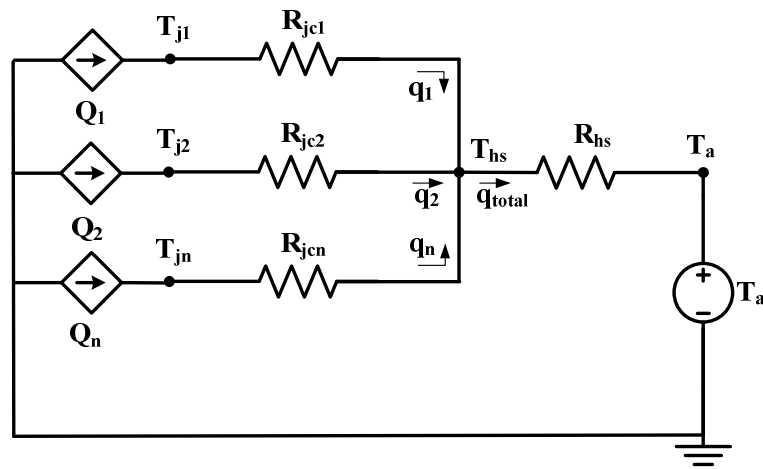 Tj1
Rjc1
Q1
q1
Tj2
Rjc2
Ths
Rhs
Ta
Q2
q2
qtotal
Tjn
Rjcn
qn
Qn
+
Ta
−